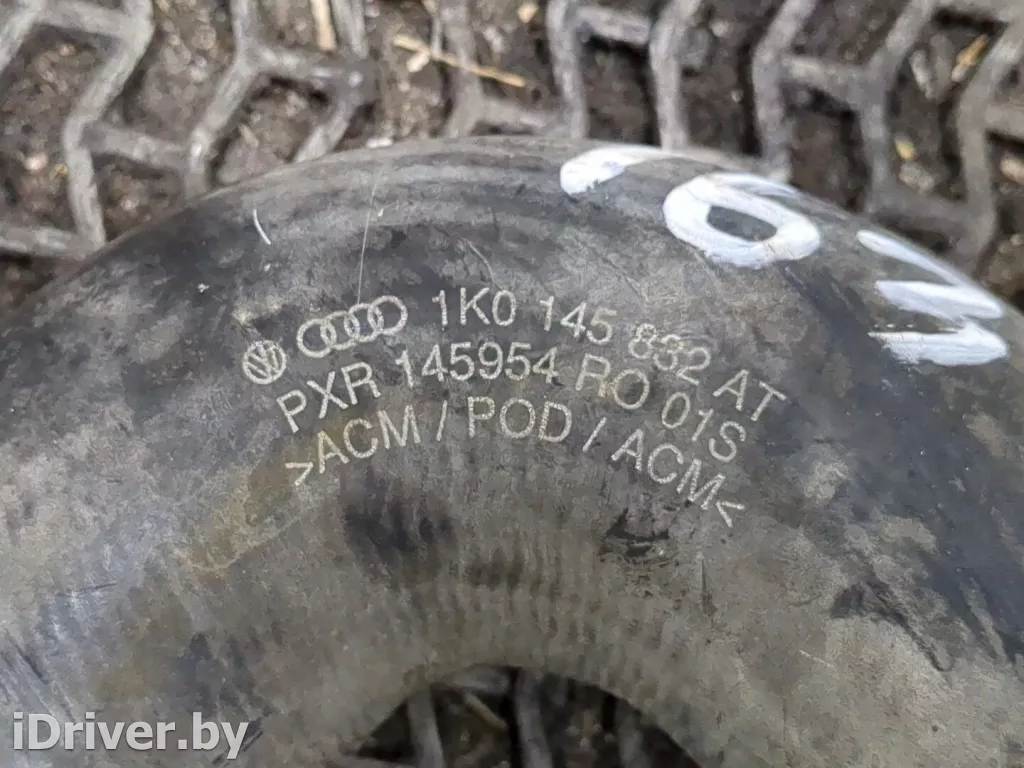 1K0 145 832 AT
PXR 145954 RO 01S
>ACM / POD / ACM<
iDriver.by